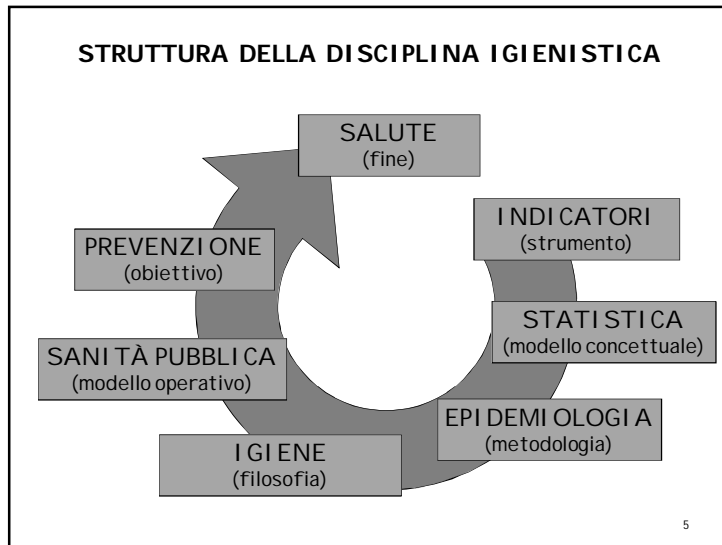 STRUTTURA DELLA DISCIPLINA IGIENISTICA
SALUTE
(fine)
INDICATORI
(strumento)
STATISTICA
(modello concettuale)
EPIDEMIOLOGIA
(metodologia)
IGIENE
(filosofia)
SANITÀ PUBBLICA
(modello operativo)
PREVENZIONE
(obiettivo)
5